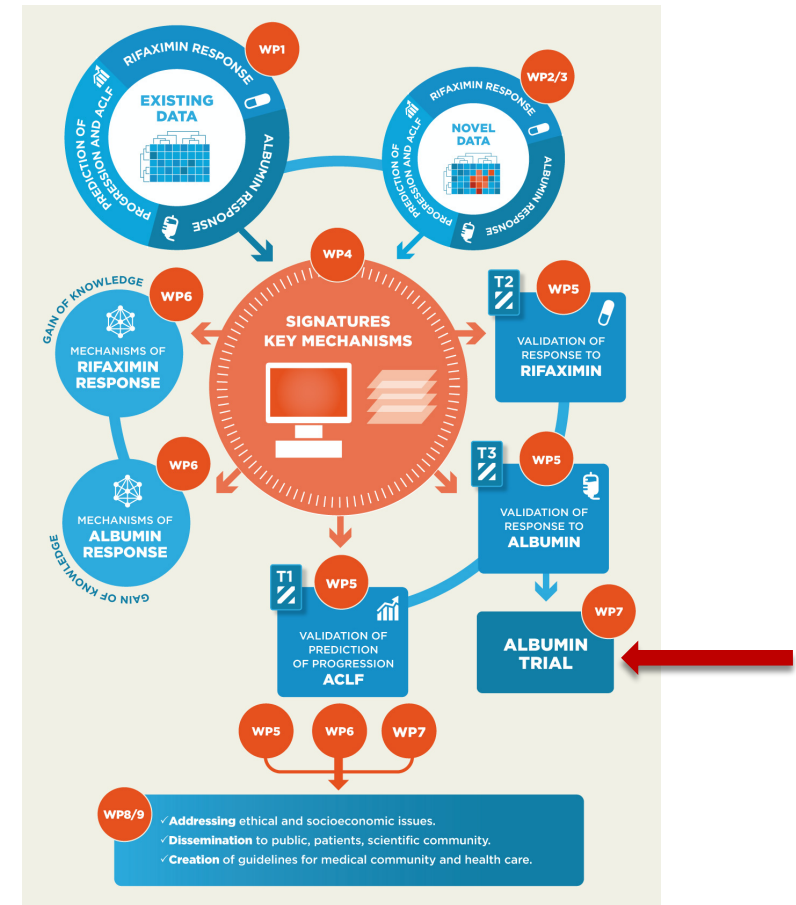 WP1
RIFAXIMIN RESPONSE
EXISTING
DATA
PREDICTION OF
PROGRESSION AND ACLF
ALBUMIN RESPONSE
WP2/3
RIFAXIMIN RESPONSE
NOVEL
DATA
PREDICTION OF
PROGRESSION AND ACLF
ALBUMIN RESPONSE
WP4
SIGNATURES
KEY MECHANISMS
GAIN OF KNOWLEDGE
WP6
MECHANISMS OF
RIFAXIMIN
RESPONSE
WP6
MECHANISMS OF
ALBUMIN
RESPONSE
GAIN OF KNOWLEDGE
T2
WP5
VALIDATION OF
RESPONSE TO
RIFAXIMIN
T3
WP5
VALIDATION OF
RESPONSE TO
ALBUMIN
T1
WP5
VALIDATION OF
PREDICTION
OF PROGRESSION
ACLF
WP7
ALBUMIN
TRIAL
WP5
WP6
WP7
WP8/9
✓Addressing ethical and socioeconomic issues.
✓Dissemination to public, patients, scientific community.
✓Creation of guidelines for medical community and health care.